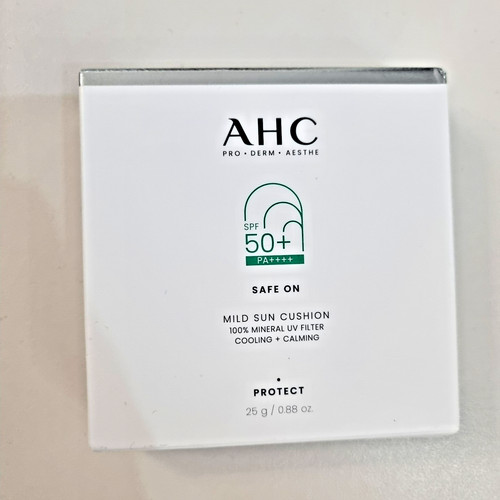 AHC
PRO • DERM • AESTHE
SPF
50+
PA++++
SAFE ON
MILD SUN CUSHION
100% MINERAL UV FILTER
COOLING + CALMING
PROTECT
25 g / 0.88 oz.